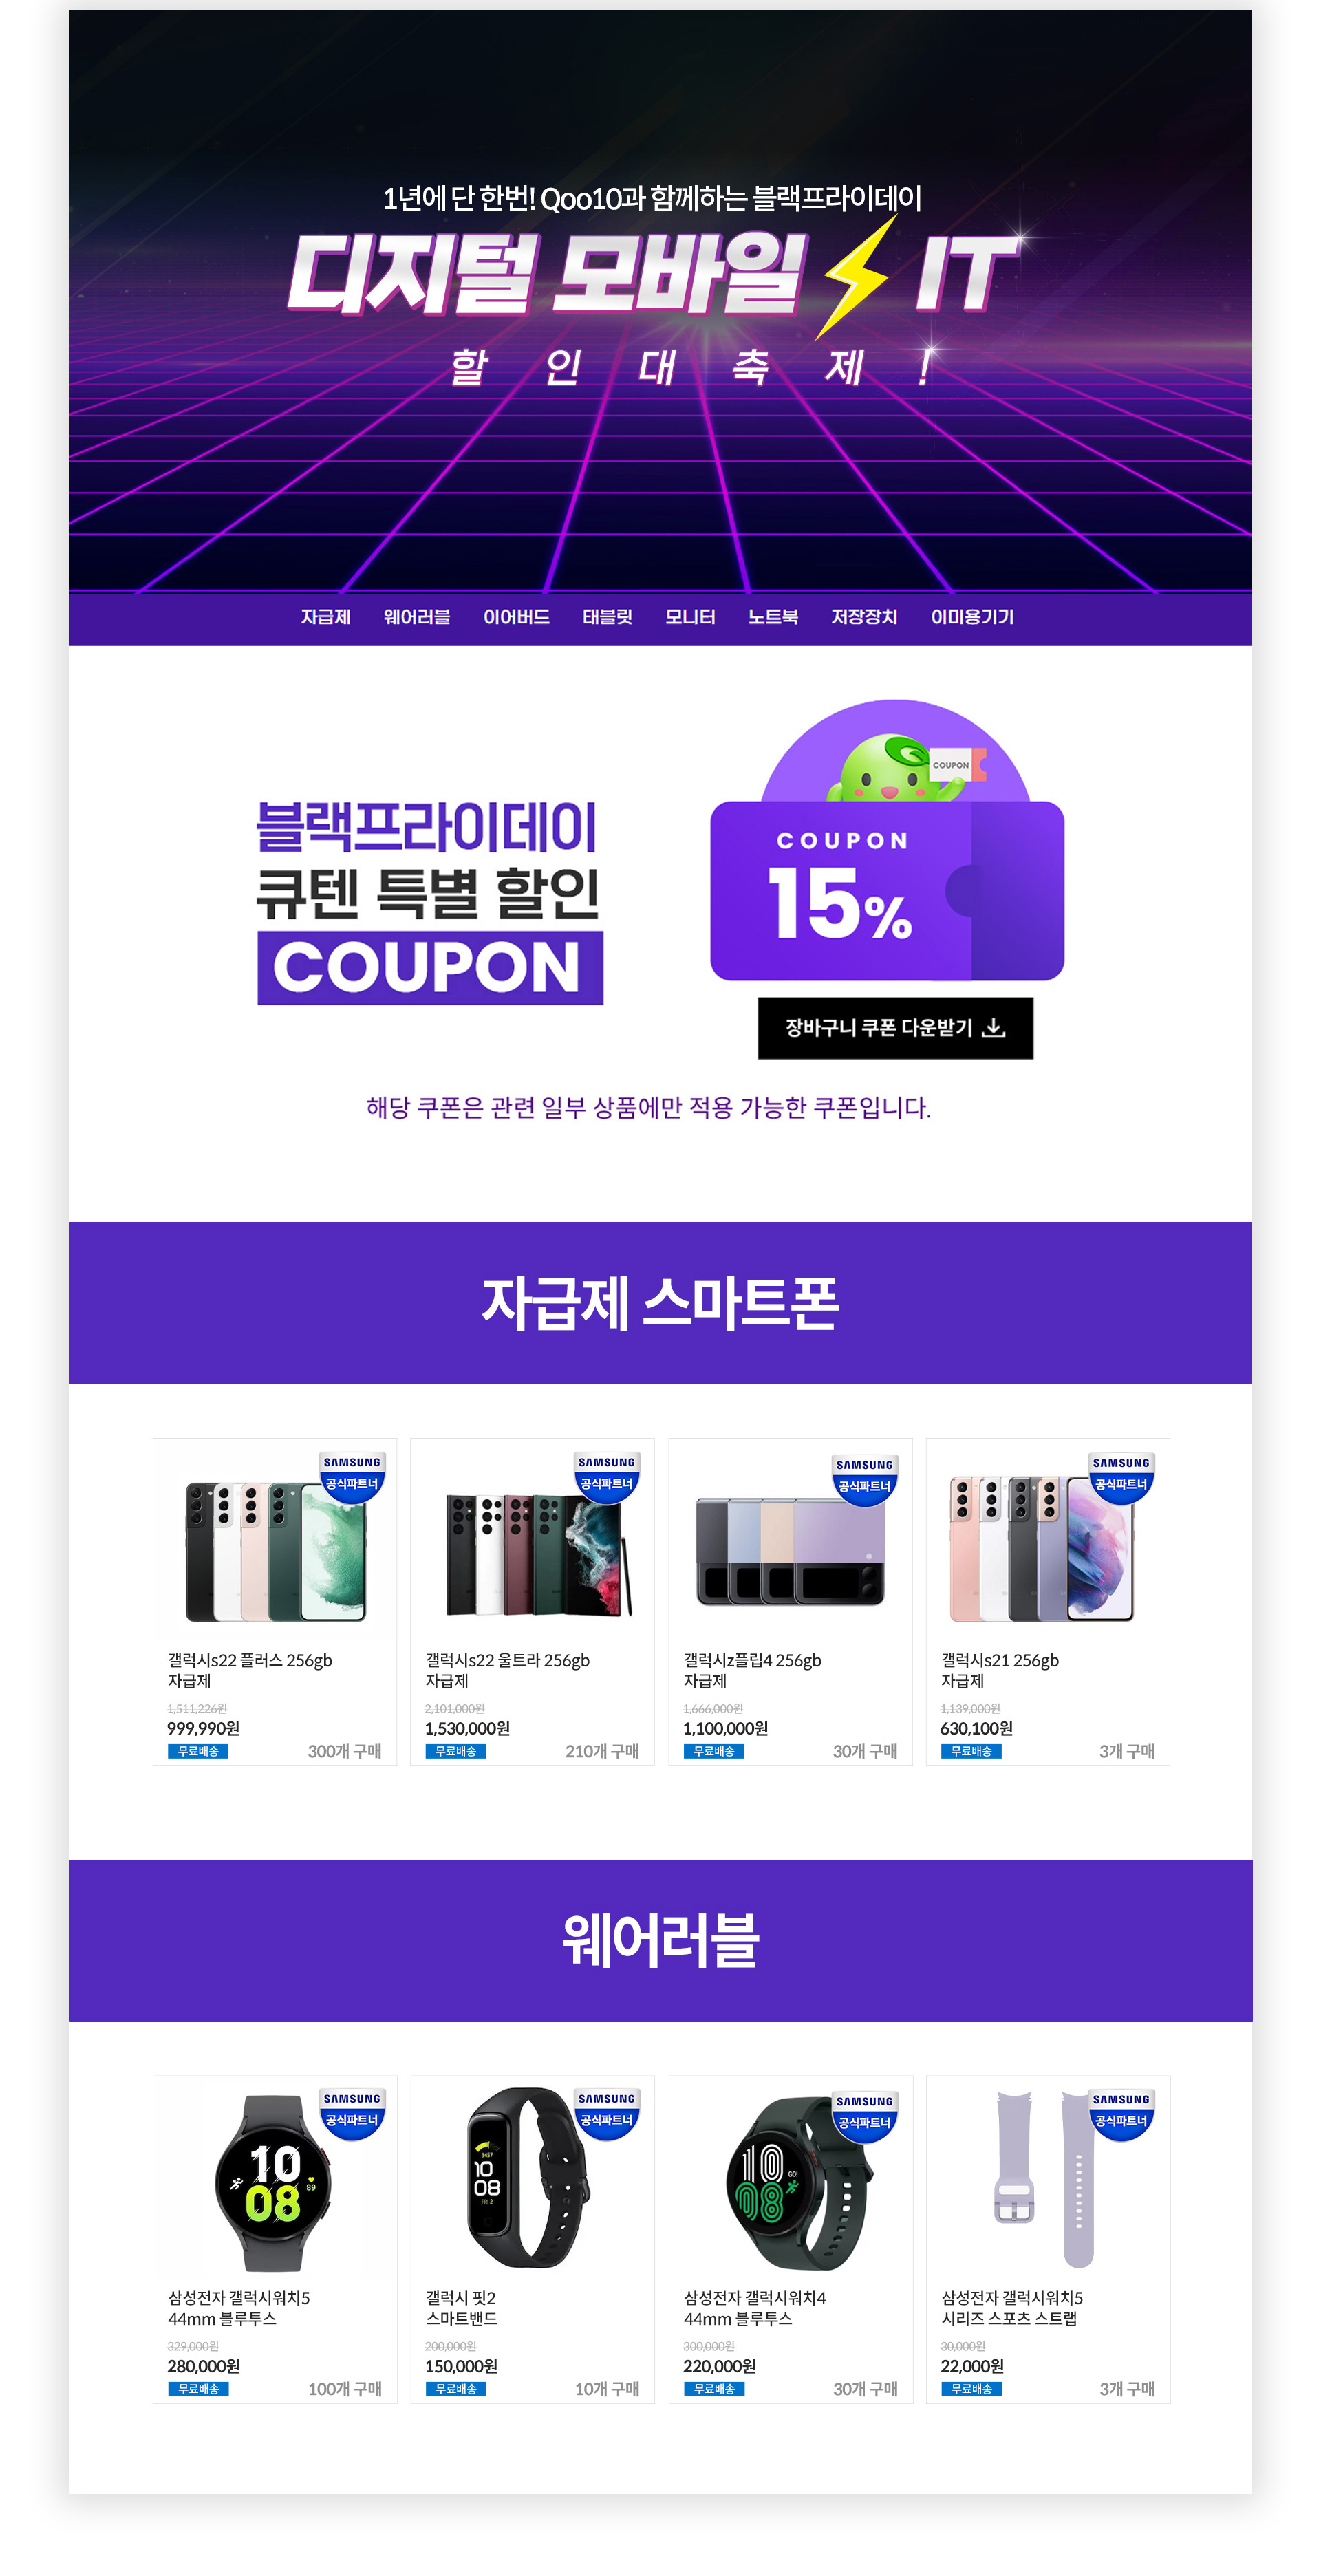 1년에 단 한번! Qoo10과 함께하는 블랙프라이데이
디지털 모바일 IT
할 인 대 축 제 !
자급제 웨어러블 이어버드 태블릿 모니터 노트북 저장장치 이미용기기
블랙프라이데이
큐텐 특별 할인
COUPON
COUPON
COUPON
15%
장바구니 쿠폰 다운받기
해당 쿠폰은 관련 일부 상품에만 적용 가능한 쿠폰입니다.
자급제 스마트폰
SAMSUNG
공식파트너
갤럭시s22 플러스 256gb
자급제
1,511,226원
999,990원
무료배송 300개 구매
SAMSUNG
공식파트너
갤럭시s22 울트라 256gb
자급제
2,101,000원
1,530,000원
무료배송 210개 구매
SAMSUNG
공식파트너
갤럭시z플립4 256gb
자급제
1,666,000원
1,100,000원
무료배송 30개 구매
SAMSUNG
공식파트너
갤럭시s21 256gb
자급제
1,139,000원
630,100원
무료배송 3개 구매
웨어러블
SAMSUNG
공식파트너
10
08
89
삼성전자 갤럭시워치5
44mm 블루투스
329,000원
280,000원
무료배송 100개 구매
SAMSUNG
공식파트너
3457
10
08
FRI 2
갤럭시 핏2
스마트밴드
200,000원
150,000원
무료배송 10개 구매
SAMSUNG
공식파트너
10
GO!
08
삼성전자 갤럭시워치4
44mm 블루투스
300,000원
220,000원
무료배송 30개 구매
SAMSUNG
공식파트너
삼성전자 갤럭시워치5
시리즈 스포츠 스트랩
30,000원
22,000원
무료배송 3개 구매